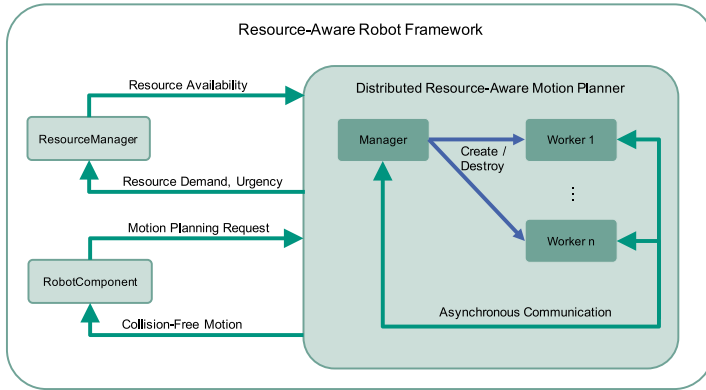 Resource-Aware Robot Framework
Resource Availability
ResourceManager
Resource Demand, Urgency
Motion Planning Request
RobotComponent
Collision-Free Motion
Distributed Resource-Aware Motion Planner
Manager
Create /
Destroy
Worker 1
⋮
Worker n
Asynchronous Communication